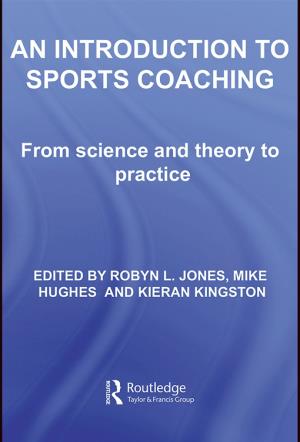 AN INTRODUCTION TO
SPORTS COACHING
From science and theory to
practice
EDITED BY ROBYN L. JONES, MIKE
HUGHES AND KIERAN KINGSTON
Routledge
Taylor & Francis Group
ROUTLEDGE